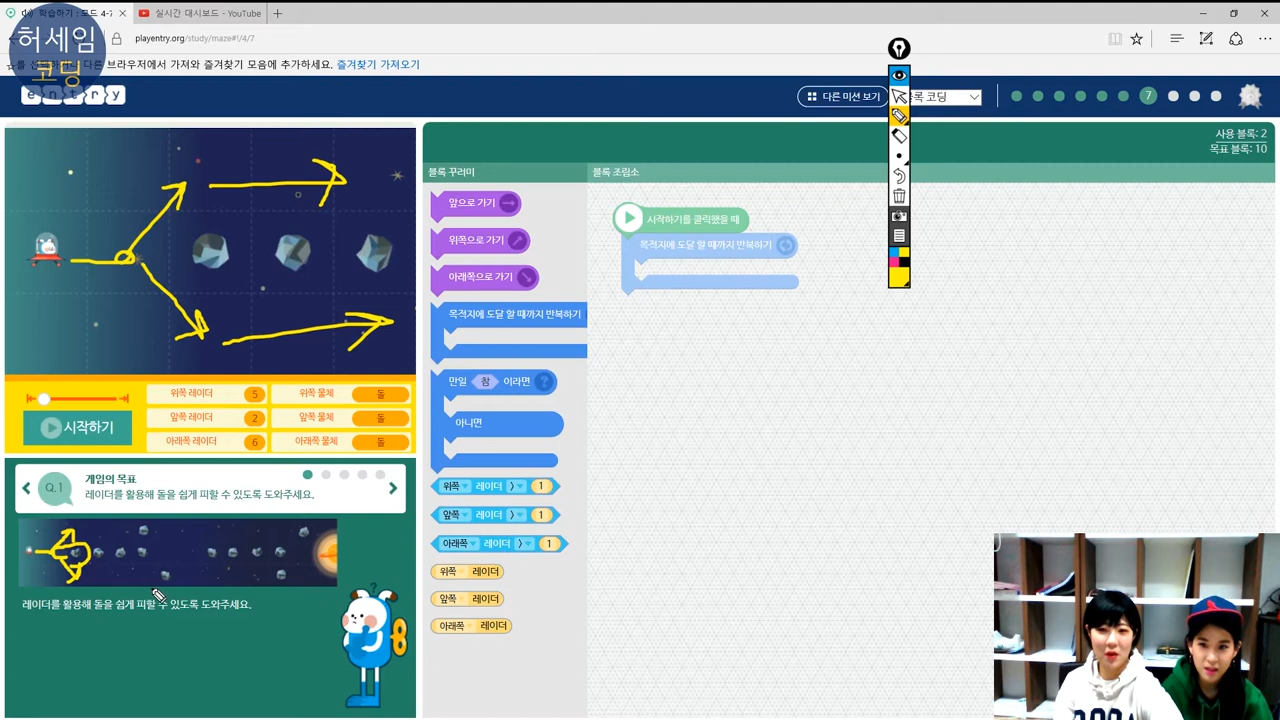 학습하기 : 모드 4-7
실시간 대시보드 - YouTube
허세임
코딩
playentry.org/study/maze#!/4/7
브라우저에서 가져와 즐겨찾기 모음에 추가하세요. 즐겨찾기 가져오기
entry
다른 미션 보기
코딩
7
사용 블록: 2
목표 블록: 10
블록 꾸러미
블록 조립소
앞으로 가기
위쪽으로 가기
아래쪽으로 가기
목적지에 도달 할 때까지 반복하기
만일 참 이라면 ?
아니면
위쪽 레이더 > 1
앞쪽 레이더 > 1
아래쪽 레이더 > 1
위쪽 레이더
앞쪽 레이더
아래쪽 레이더
시작하기를 클릭했을 때
목적지에 도달 할 때까지 반복하기
시작하기
위쪽 레이더 5 위쪽 물체 돌
앞쪽 레이더 2 앞쪽 물체 돌
아래쪽 레이더 6 아래쪽 물체 돌
Q.1
게임의 목표
레이더를 활용해 돌을 쉽게 피할 수 있도록 도와주세요.
레이더를 활용해 돌을 쉽게 피할 수 있도록 도와주세요.